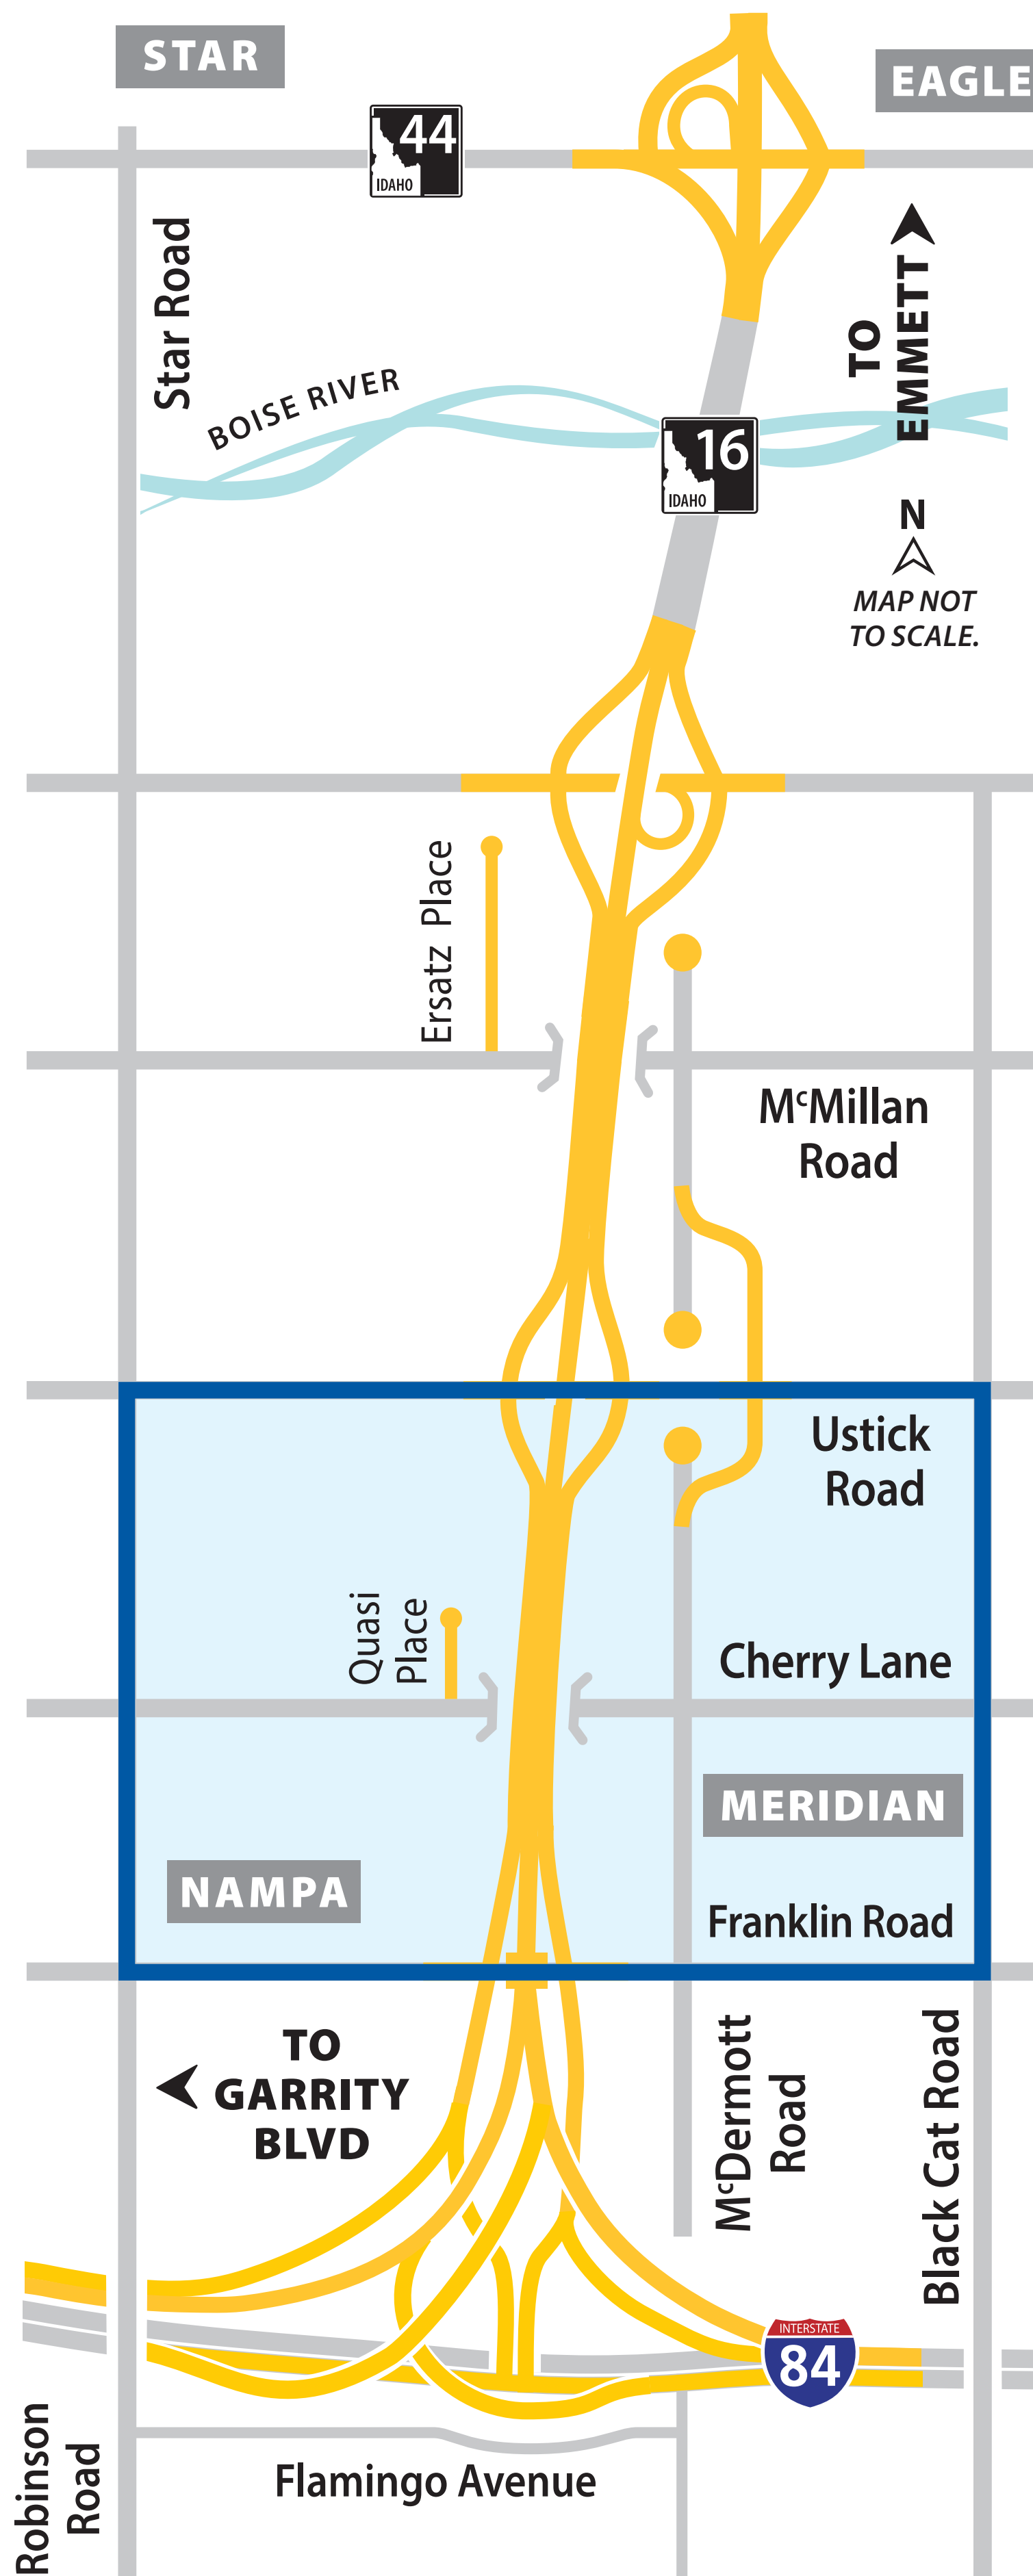 STAR
EAGLE
44
IDAHO
Star Road
TO
EMMETT
BOISE RIVER
16
IDAHO
N
MAP NOT
TO SCALE.
Ersatz Place
McMillan
Road
Ustick
Road
Quasi
Place
Cherry Lane
MERIDIAN
NAMPA
Franklin Road
TO
GARRITY
BLVD
McDermott
Road
Black Cat Road
INTERSTATE
84
Robinson
Road
Flamingo Avenue